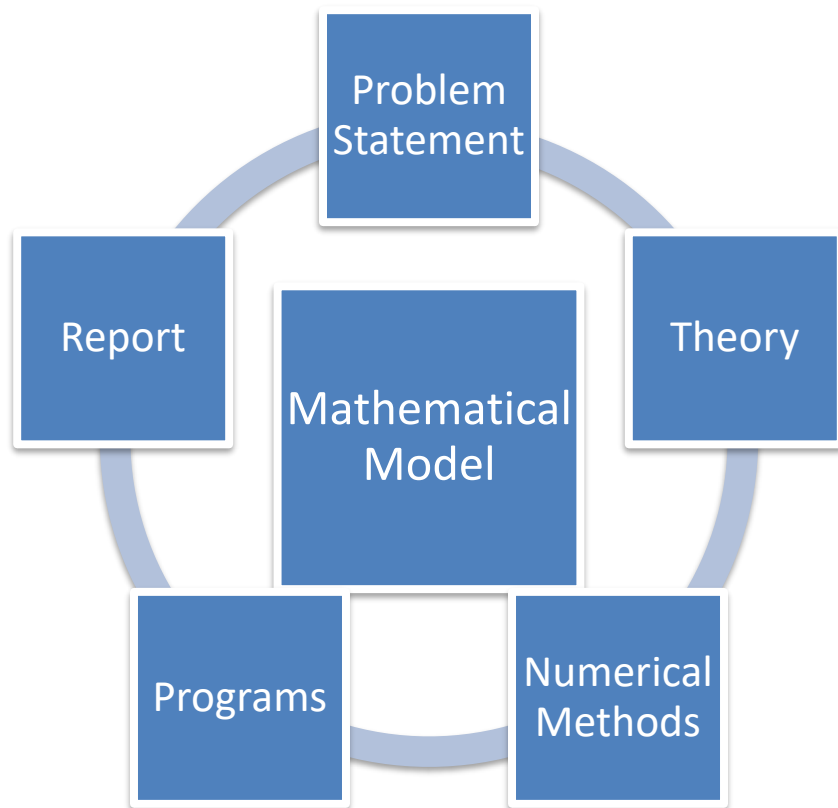 Problem
Statement
Report
Theory
Mathematical
Model
Programs
Numerical
Methods